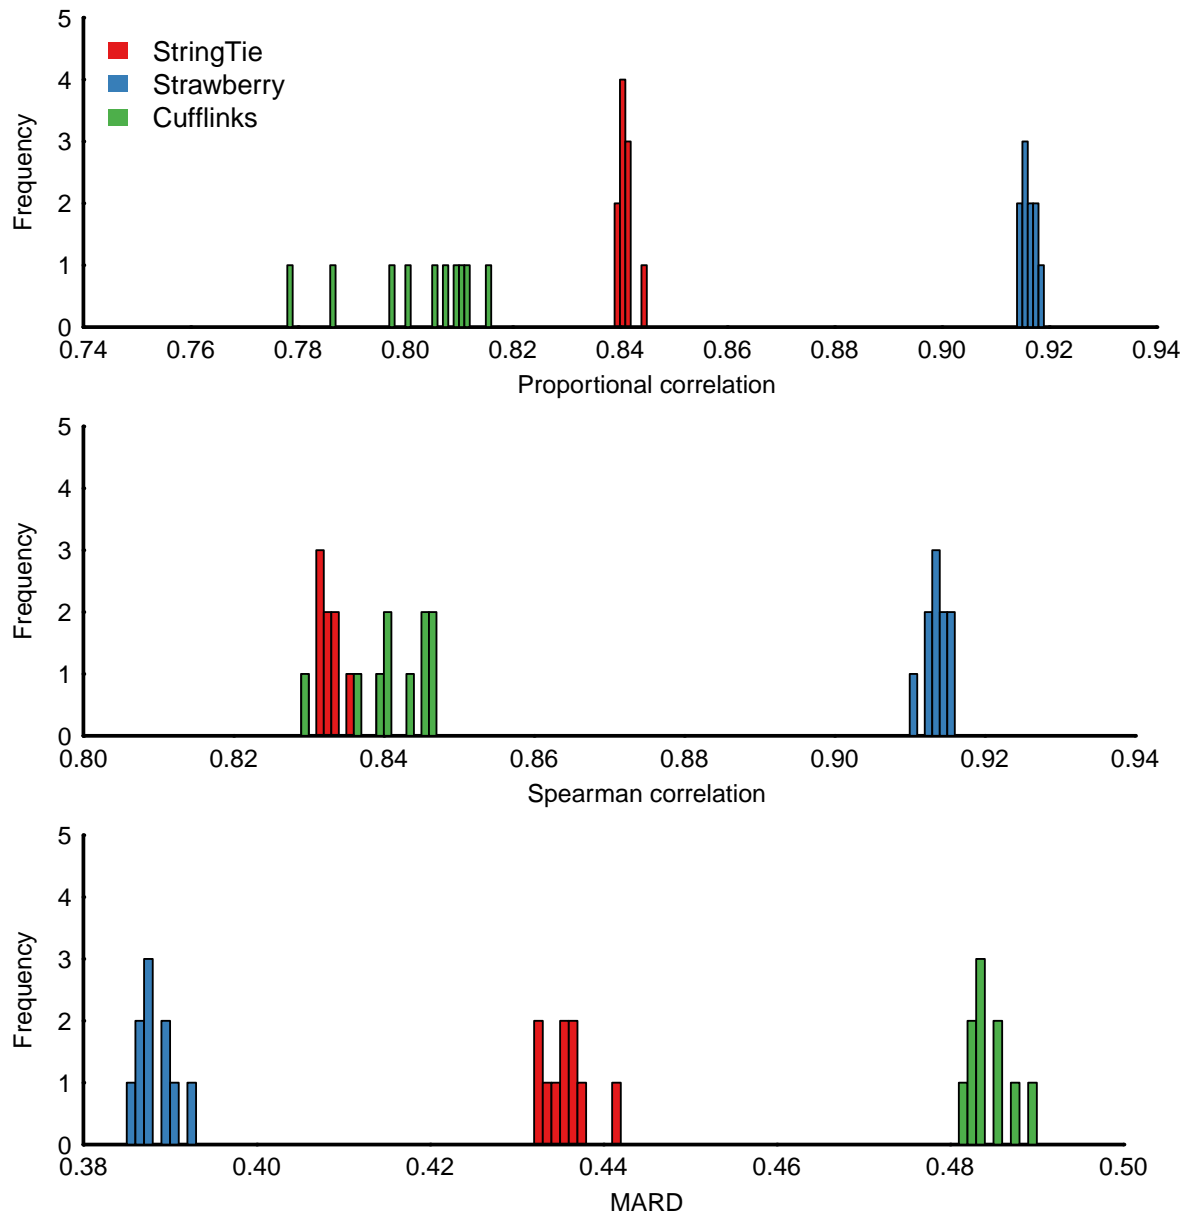 5
4
3
2
1
0
Frequency
StringTie
Strawberry
Cufflinks
0.74 0.76 0.78 0.80 0.82 0.84 0.86 0.88 0.90 0.92 0.94
Proportional correlation
5
4
3
2
1
0
Frequency
0.80 0.82 0.84 0.86 0.88 0.90 0.92 0.94
Spearman correlation
5
4
3
2
1
0
Frequency
0.38 0.40 0.42 0.44 0.46 0.48 0.50
MARD